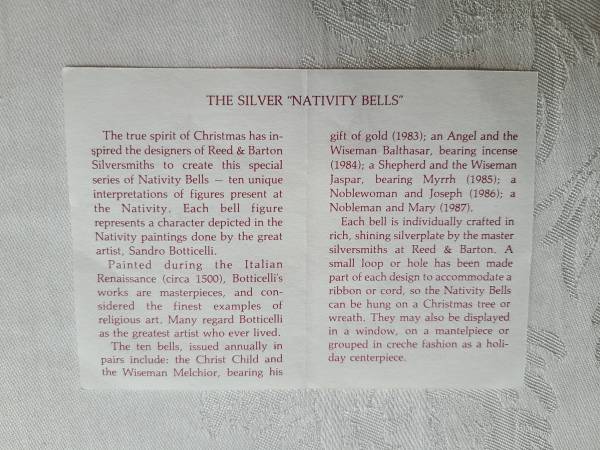 THE SILVER "NATIVITY BELLS"
The true spirit of Christmas has in-
spired the designers of Reed & Barton
Silversmiths to create this special
series of Nativity Bells — ten unique
interpretations of figures present at
the Nativity. Each bell figure
represents a character depicted in the
Nativity paintings done by the great
artist, Sandro Botticelli.
Painted during the Italian
Renaissance (circa 1500), Botticelli's
works are masterpieces, and con-
sidered the finest examples of
religious art. Many regard Botticelli
as the greatest artist who ever lived.
The ten bells, issued annually in
pairs include: the Christ Child and
the Wiseman Melchior, bearing his
gift of gold (1983); an Angel and the
Wiseman Balthasar, bearing incense
(1984); a Shepherd and the Wiseman
Jaspar, bearing Myrrh (1985); a
Noblewoman and Joseph (1986); a
Nobleman and Mary (1987).
Each bell is individually crafted in
rich, shining silverplate by the master
silversmiths at Reed & Barton. A
small loop or hole has been made
part of each design to accommodate a
ribbon or cord, so the Nativity Bells
can be hung on a Christmas tree or
wreath. They may also be displayed
in a window, on a mantelpiece or
grouped in creche fashion as a holi-
day centerpiece.